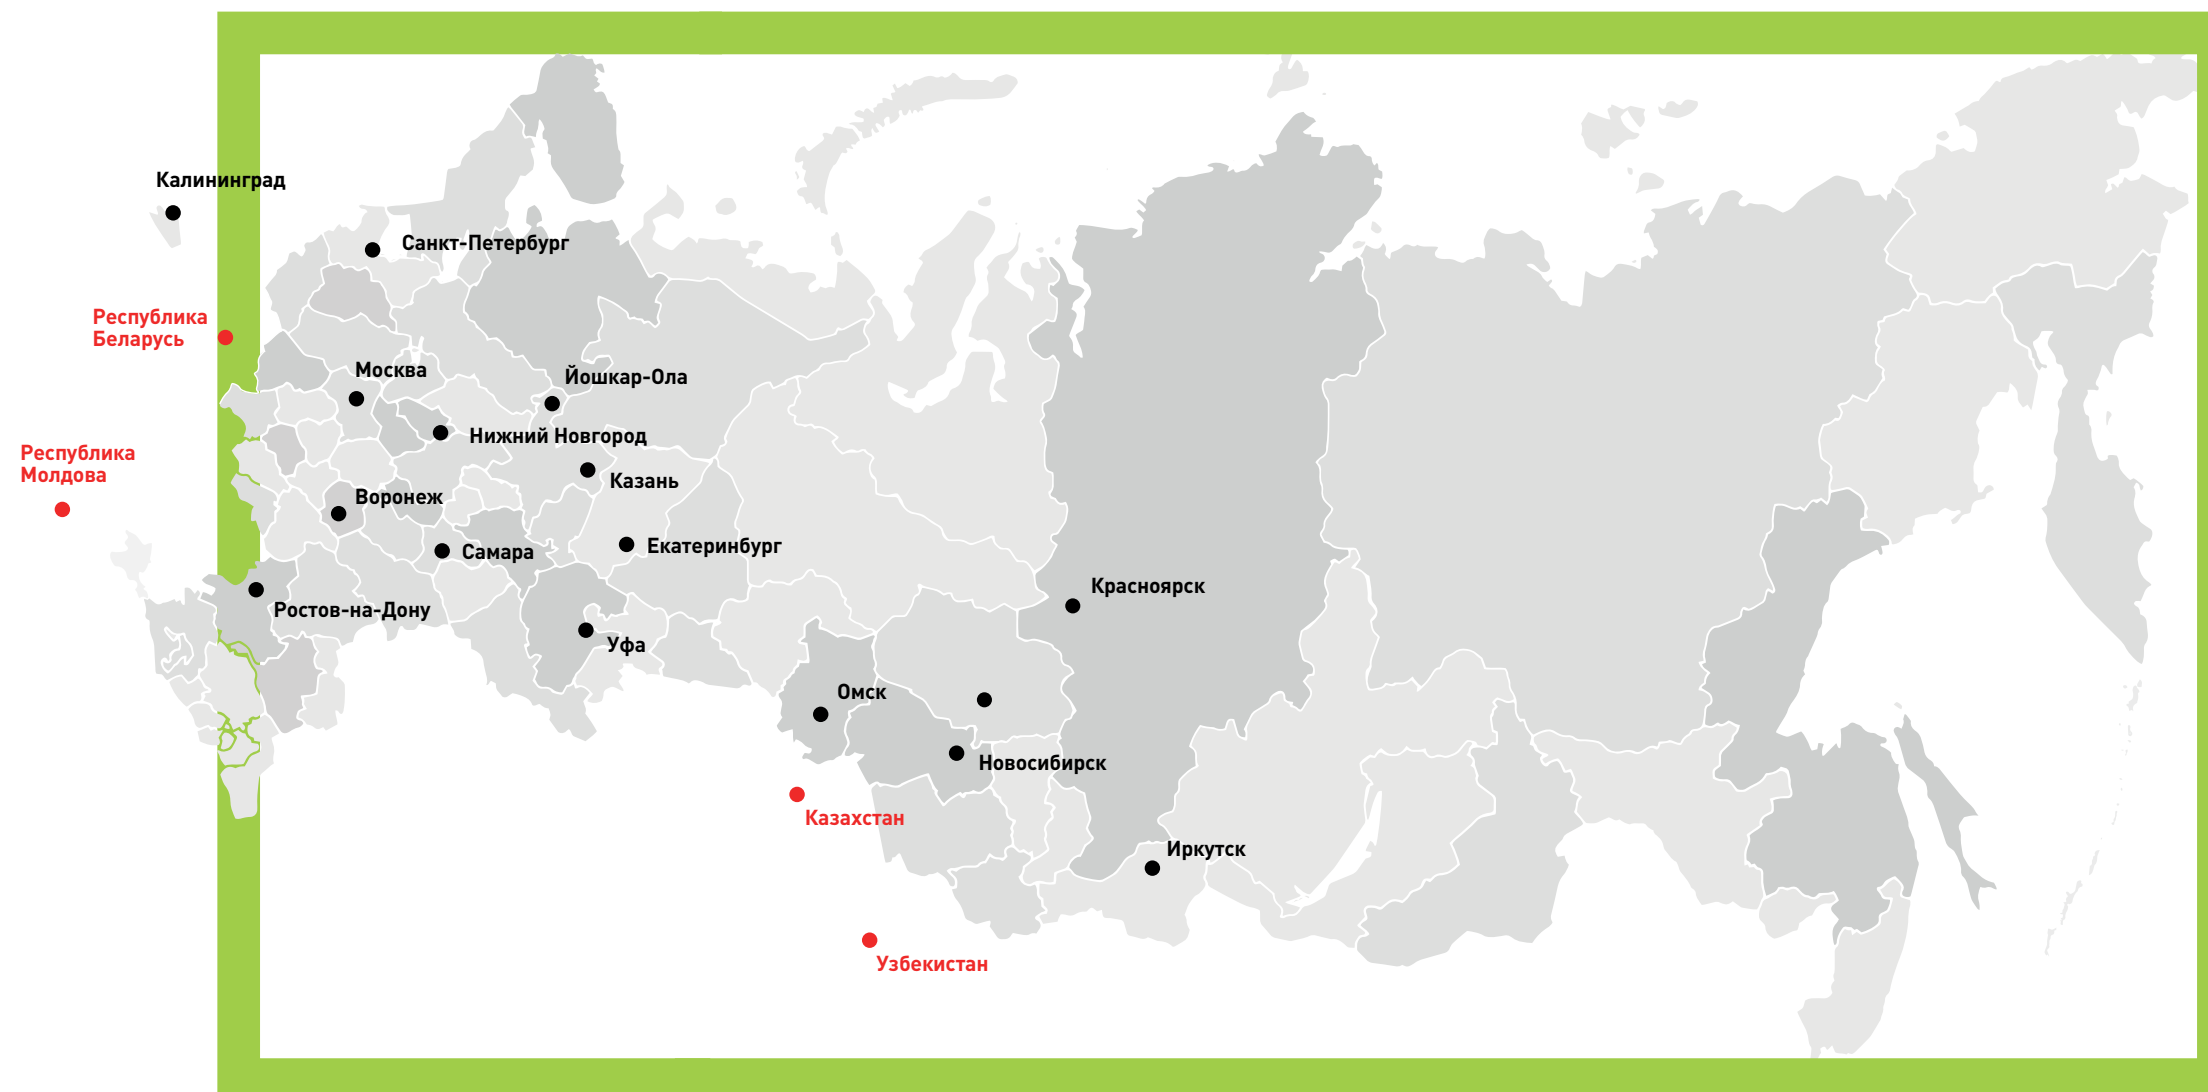 Калининград
Санкт-Петербург
Республика
Беларусь
Москва
Йошкар-Ола
Нижний Новгород
Республика
Молдова
Казань
Воронеж
Екатеринбург
Самара
Красноярск
Ростов-на-Дону
Уфа
Омск
Новосибирск
Казахстан
Иркутск
Узбекистан